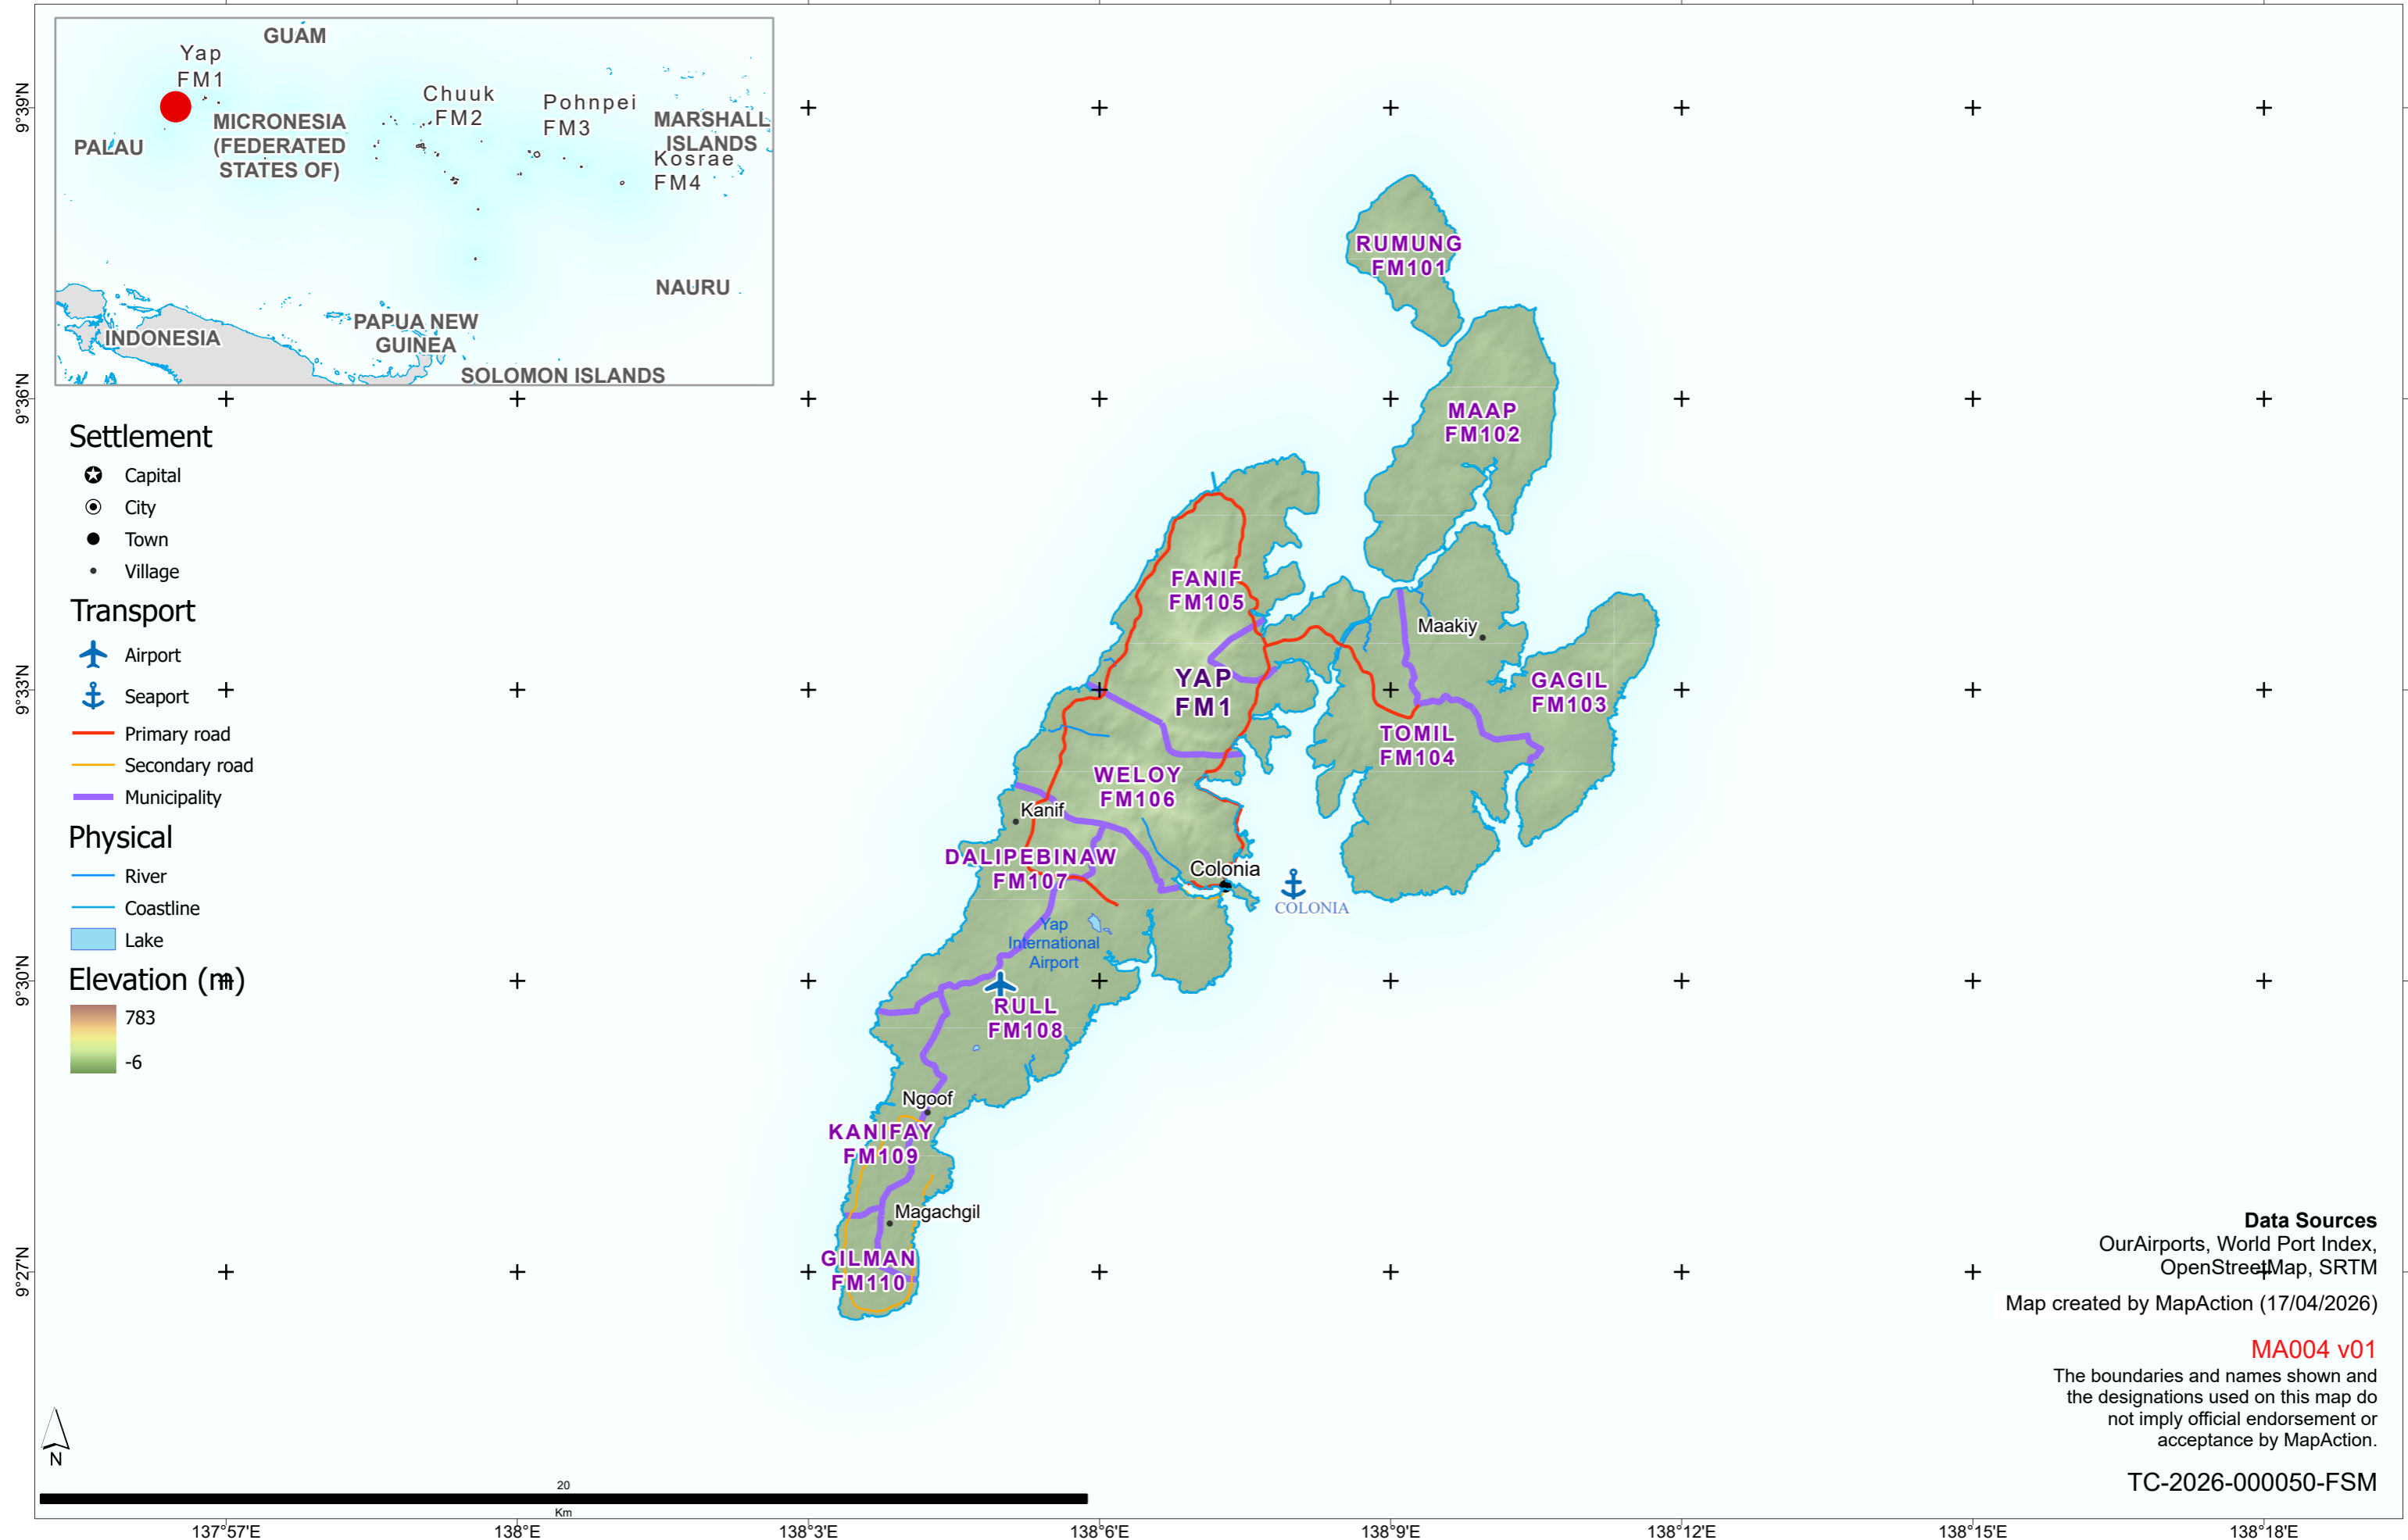 GUAM
Yap
FM1
Chuuk
FM2
Pohnpei
FM3
MICRONESIA
(FEDERATED
STATES OF)
MARSHALL
ISLANDS
PALAU
Kosrae
FM4
NAURU
PAPUA NEW
GUINEA
INDONESIA
SOLOMON ISLANDS
9°39'N
9°36'N
9°33'N
9°30'N
9°27'N
Settlement
Capital
City
Town
Village
Transport
Airport
Seaport
Primary road
Secondary road
Municipality
Physical
River
Coastline
Lake
Elevation (m)
783
-6
RUMUNG
FM101
MAAP
FM102
FANIF
FM105
Maakiy
YAP
FM1
GAGIL
FM103
TOMIL
FM104
WELOY
FM106
Kanif
DALIPEBINAW
FM107
Colonia
COLONIA
Yap
International
Airport
RULL
FM108
Ngoof
KANIFAY
FM109
Magachgil
GILMAN
FM110
Data Sources
OurAirports, World Port Index,
OpenStreetMap, SRTM
Map created by MapAction (17/04/2026)
MA004 v01
The boundaries and names shown and
the designations used on this map do
not imply official endorsement or
acceptance by MapAction.
TC-2026-000050-FSM
N
20
Km
137°57'E
138°E
138°3'E
138°6'E
138°9'E
138°12'E
138°15'E
138°18'E